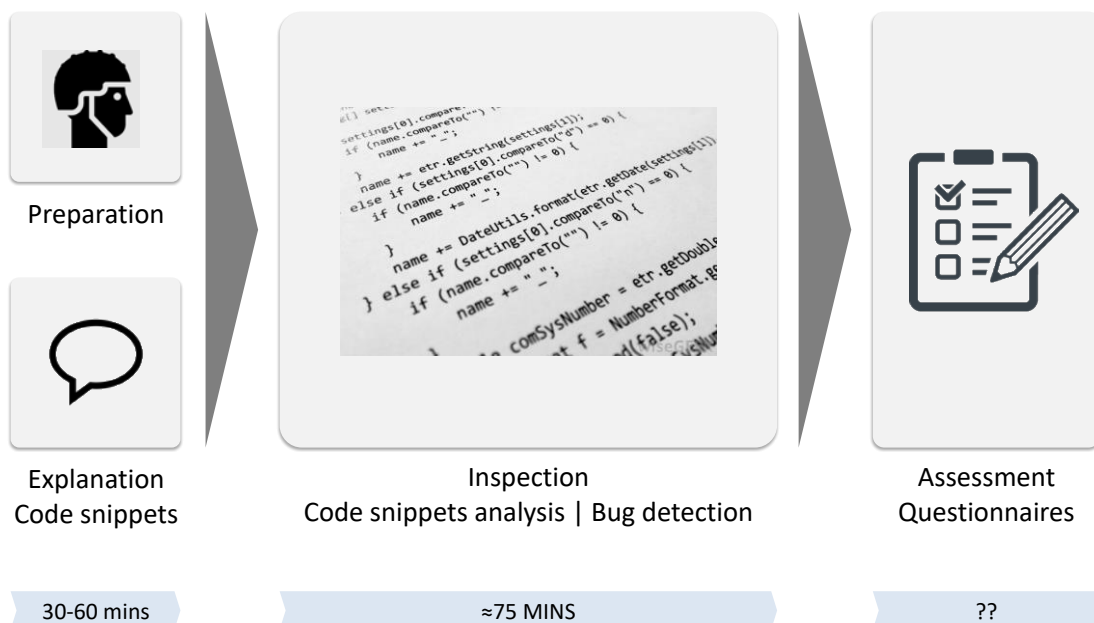 Preparation
Explanation
Code snippets
settings[0].compare
if (name.compareTo("") !
name += "_";
}
name += etr.getString(settings[1]);
else if (settings[0].compareTo("d") == 0) {
if (name.compareTo("") != 0) {
name += "_";
}
name += DateUtils.format(etr.getDate(settings[1])
} else if (settings[0].compareTo("n") == 0) {
if (name.compareTo("") != 0) {
name += "_";
}
comSysNumber = etr.getDouble
f = NumberFormat.ge
(false);
Inspection
Code snippets analysis | Bug detection
Assessment
Questionnaires
30-60 mins
≈75 MINS
??